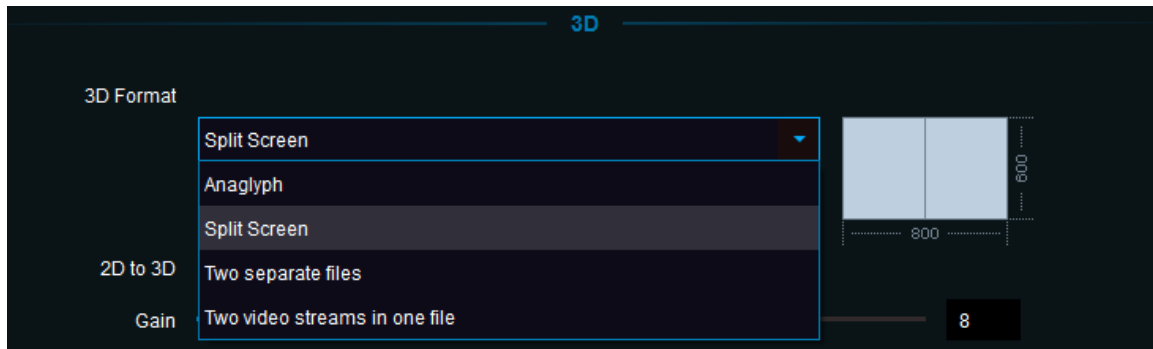 3D
3D Format
Split Screen
Anaglyph
Split Screen
Two separate files
Two video streams in one file
600
800
2D to 3D
Gain
8